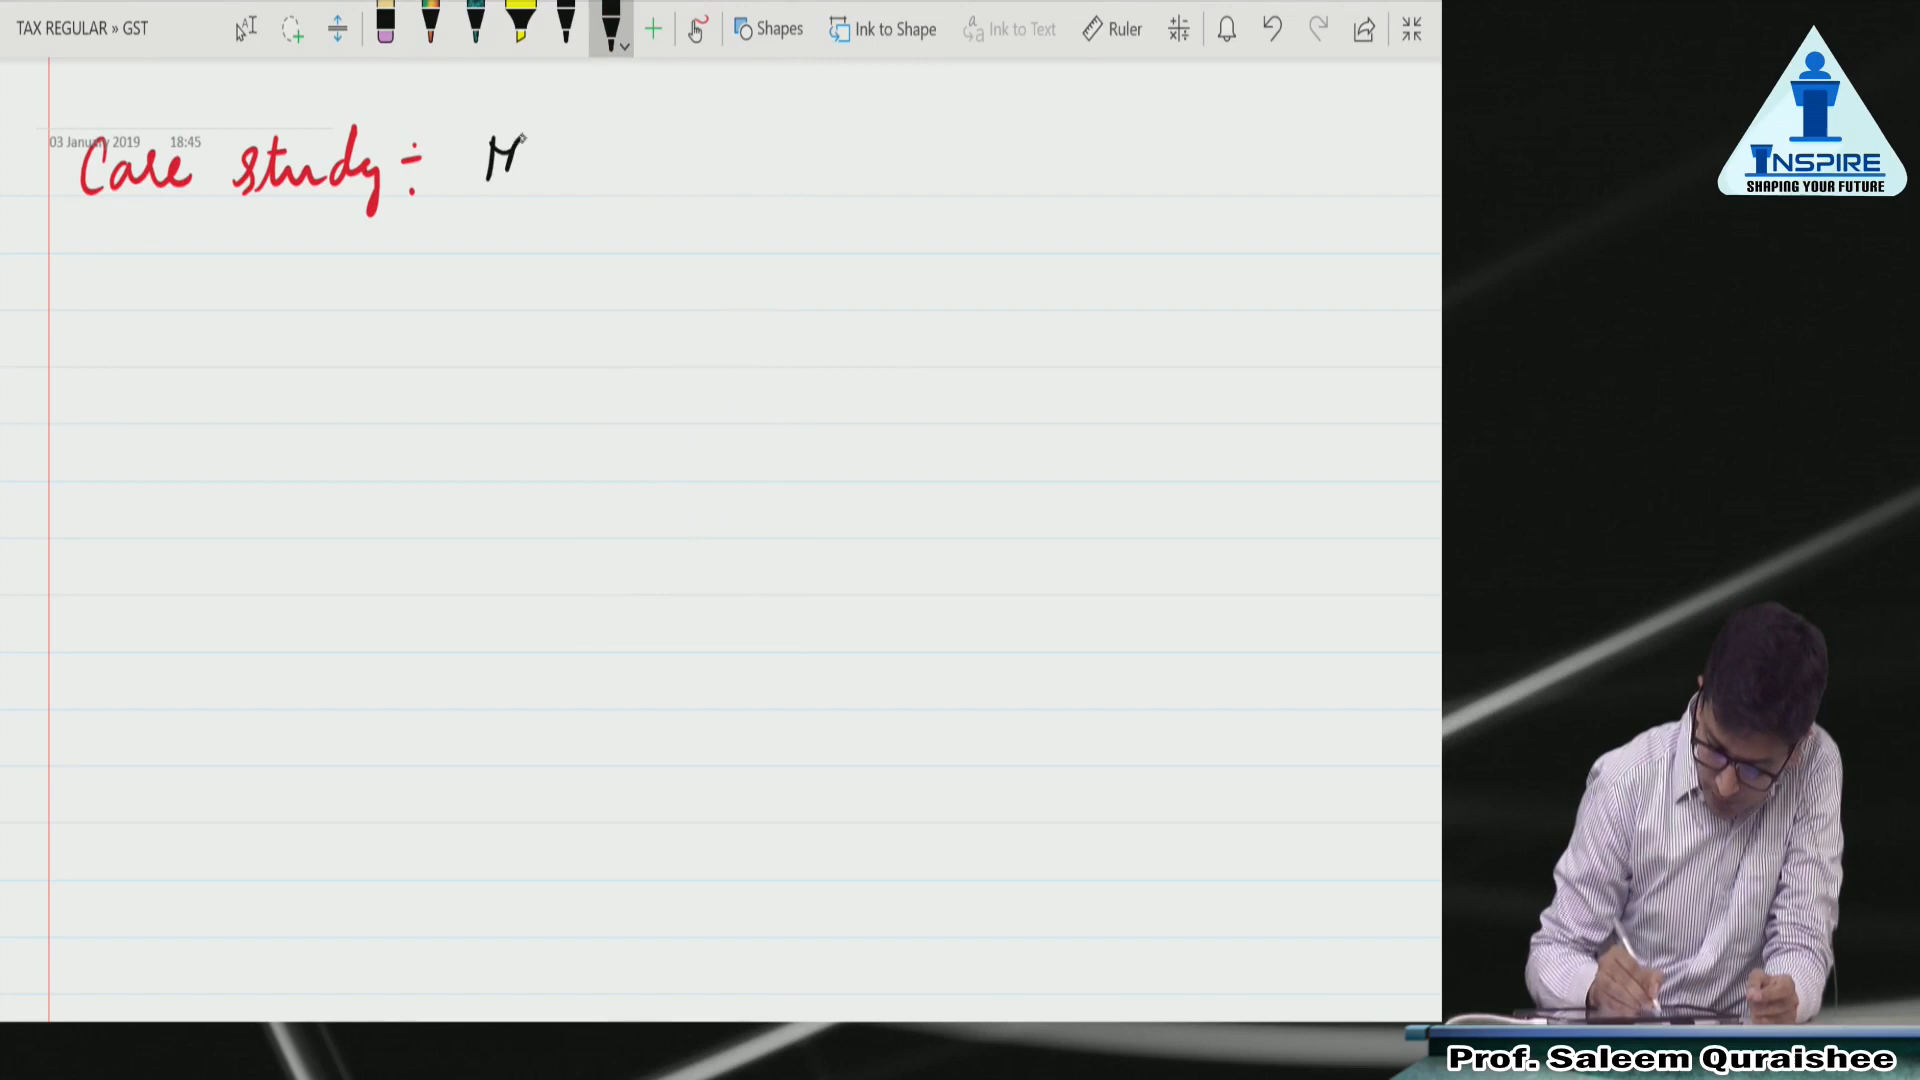 TAX REGULAR » GST
Shapes
Ink to Shape
Ink to Text
Ruler
03 January 2019 18:45
Case study ÷ M
INSPIRE
SHAPING YOUR FUTURE
Prof. Saleem Quraishee